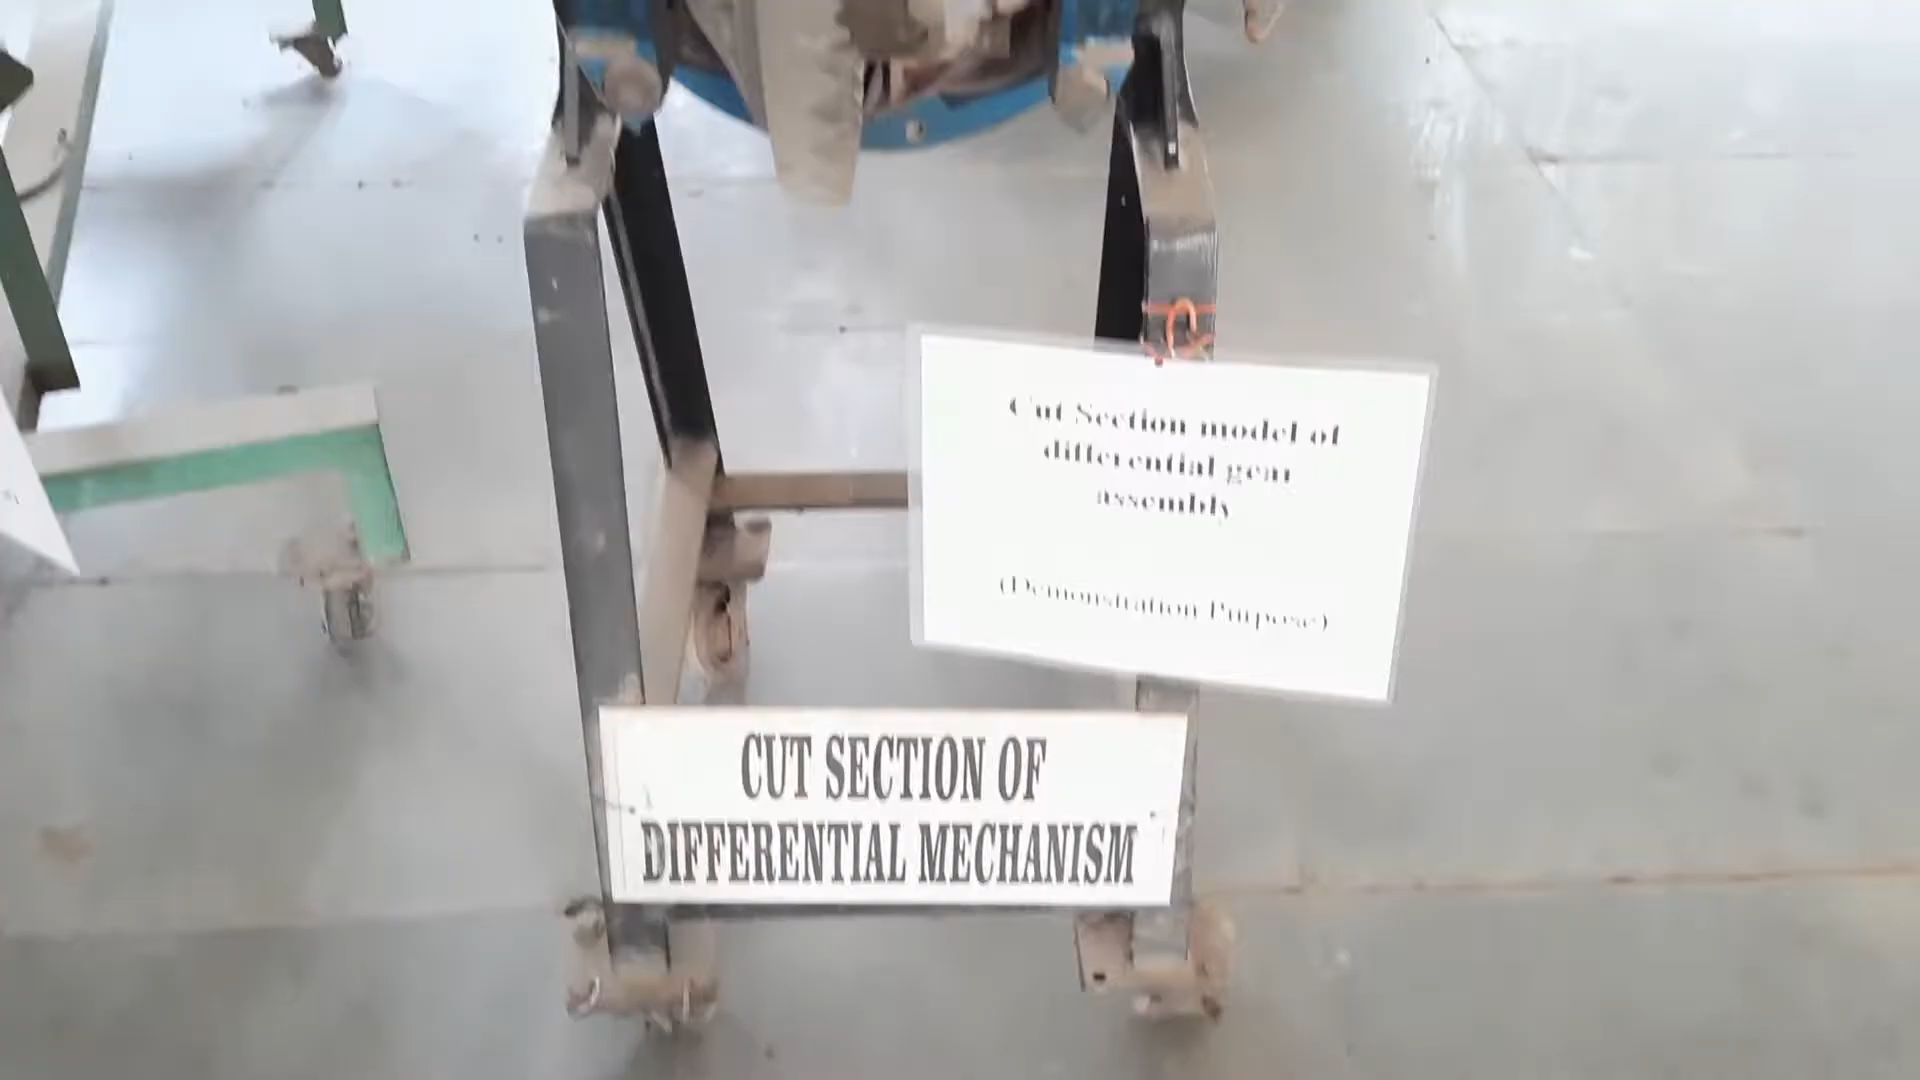 Cut Section model of
differential gear
assembly
(Demonstration Purpose)
CUT SECTION OF
DIFFERENTIAL MECHANISM